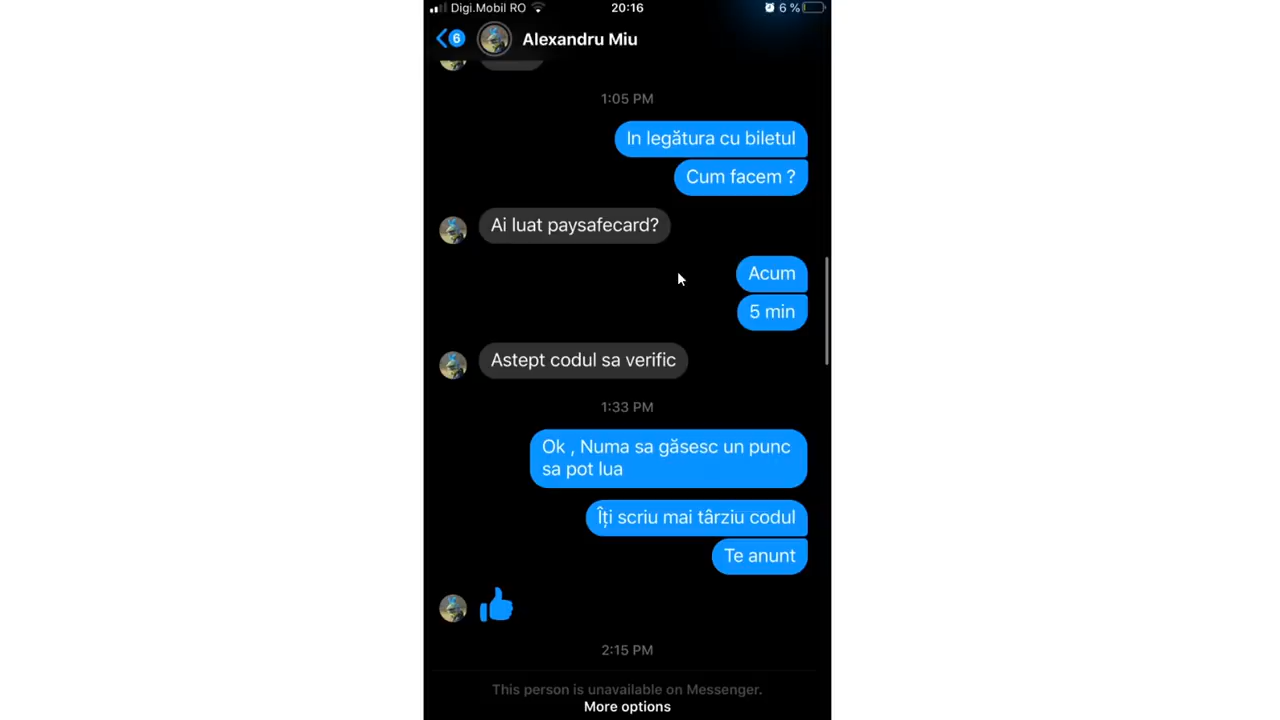 Digi.Mobil RO
20:16
6 %
6
Alexandru Miu
1:05 PM
In legătura cu biletul
Cum facem ?
Ai luat paysafecard?
Acum
5 min
Astept codul sa verific
1:33 PM
Ok , Numa sa găsesc un punc
sa pot lua
Îți scriu mai târziu codul
Te anunt
2:15 PM
This person is unavailable on Messenger.
More options